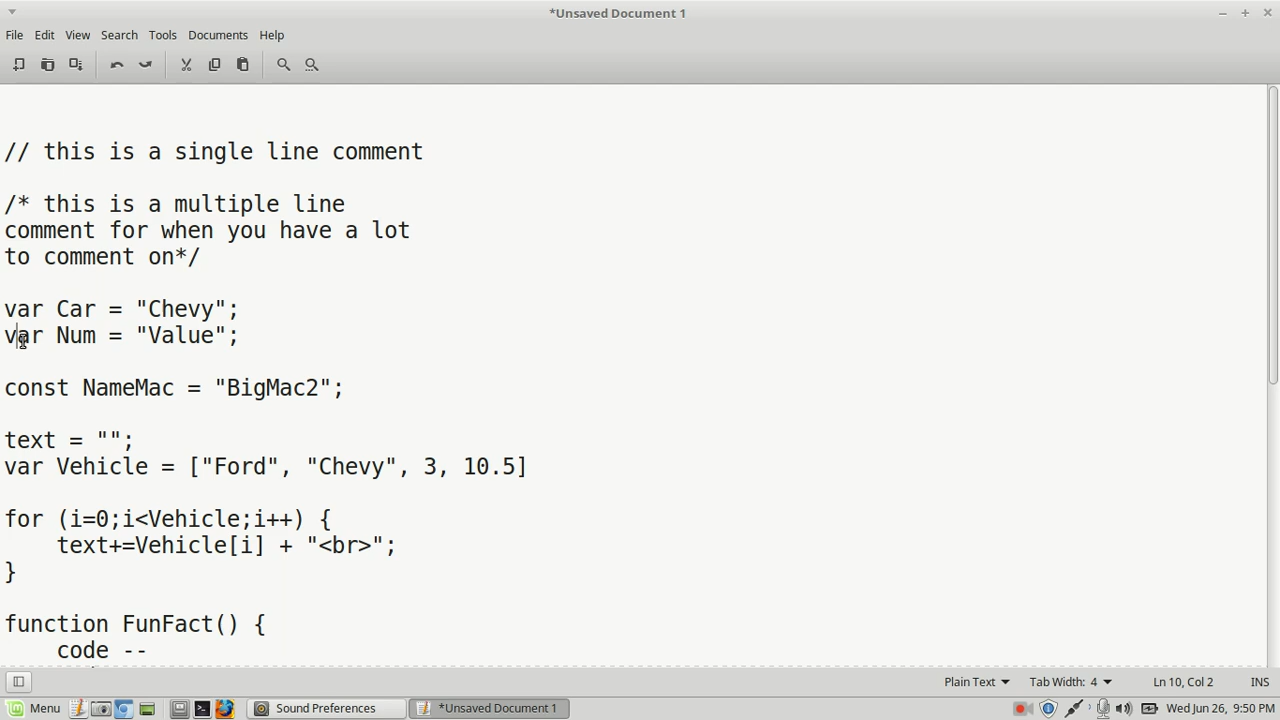 *Unsaved Document 1
File Edit View Search Tools Documents Help
// this is a single line comment
/* this is a multiple line
comment for when you have a lot
to comment on*/
var Car = "Chevy";
var Num = "Value";
const NameMac = "BigMac2";
text = "";
var Vehicle = ["Ford", "Chevy", 3, 10.5]
for (i=0;i<Vehicle;i++) {
    text+=Vehicle[i] + "<br>";
}
function FunFact() {
    code --
Plain Text Tab Width: 4 Ln 10, Col 2 INS
Menu Sound Preferences *Unsaved Document 1 Wed Jun 26, 9:50 PM